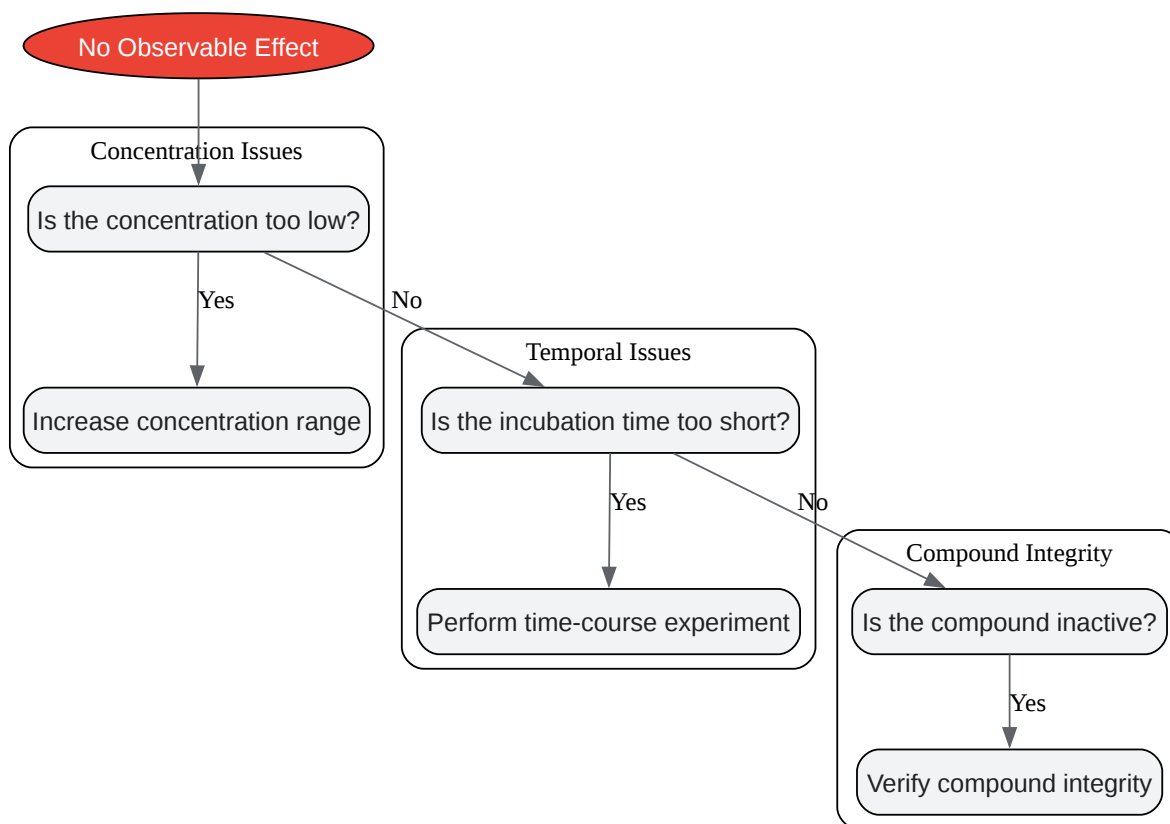 No Observable Effect
Concentration Issues
Is the concentration too low?
Yes
No
Increase concentration range
Temporal Issues
Is the incubation time too short?
Yes
No
Perform time-course experiment
Compound Integrity
Is the compound inactive?
Yes
Verify compound integrity